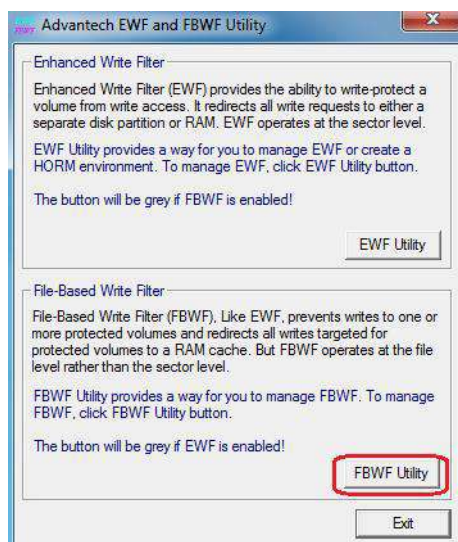 Advantech EWF and FBWF Utility
Enhanced Write Filter
Enhanced Write Filter (EWF) provides the ability to write-protect a
volume from write access. It redirects all write requests to either a
separate disk partition or RAM. EWF operates at the sector level.
EWF Utility provides a way for you to manage EWF or create a
HORM environment. To manage EWF, click EWF Utility button.
The button will be grey if FBWF is enabled!
EWF Utility
File-Based Write Filter
File-Based Write Filter (FBWF), Like EWF, prevents writes to one or
more protected volumes and redirects all writes targeted for
protected volumes to a RAM cache. But FBWF operates at the file
level rather than the sector level.
FBWF Utility provides a way for you to manage FBWF. To manage
FBWF, click FBWF Utility button.
The button will be grey if EWF is enabled!
FBWF Utility
Exit